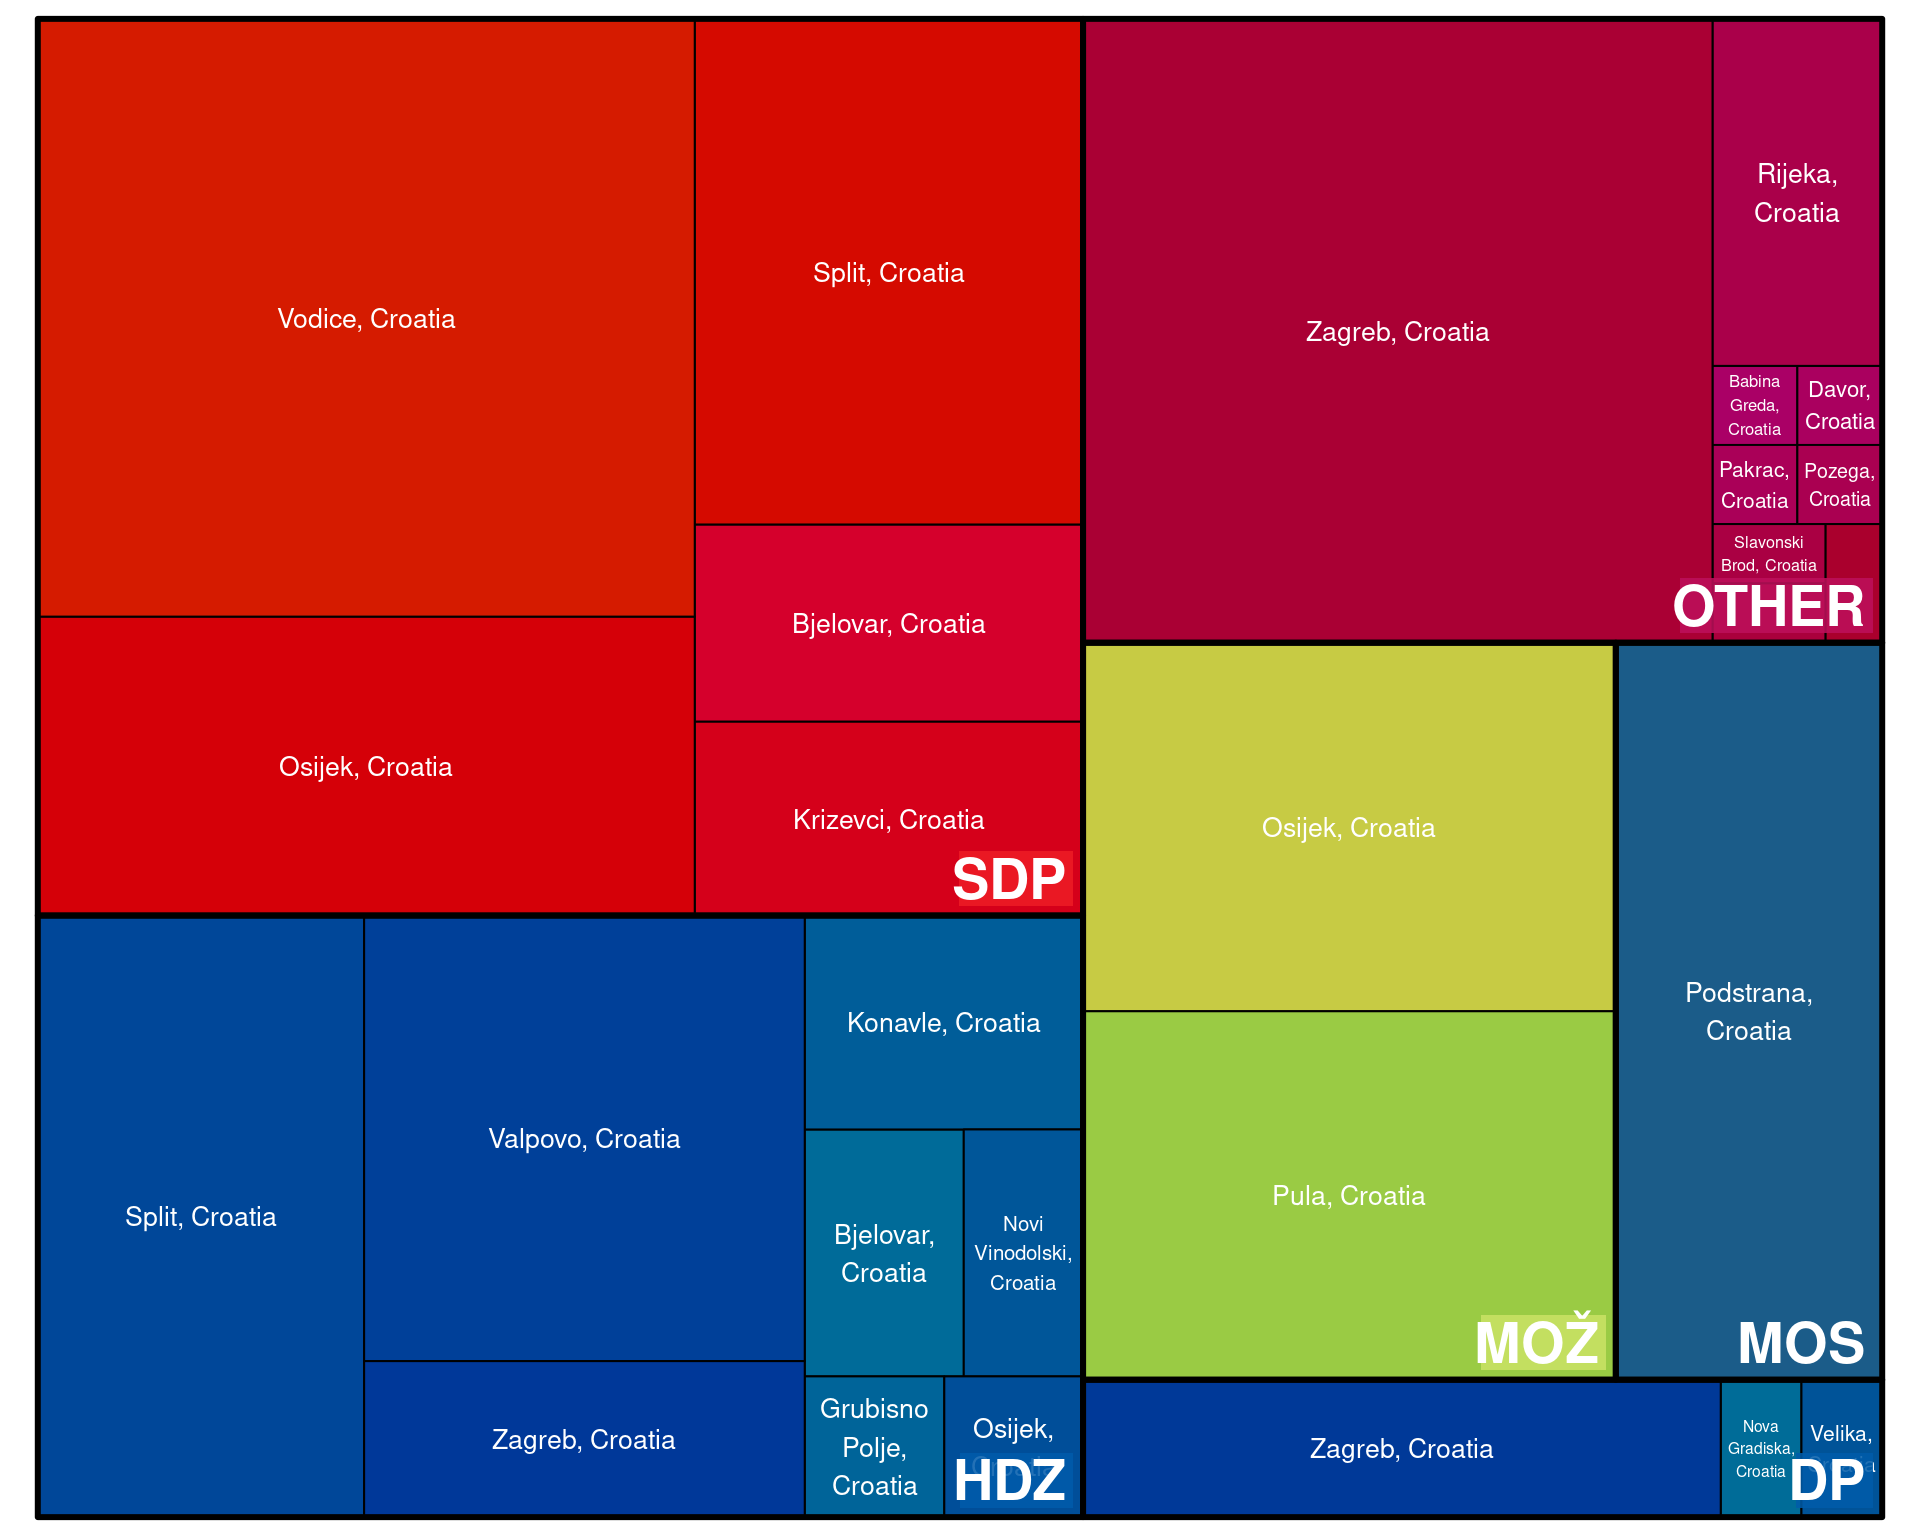 Vodice, Croatia
Split, Croatia
Bjelovar, Croatia
Osijek, Croatia
Krizevci, Croatia
SDP
Zagreb, Croatia
Rijeka,
Croatia
Babina
Greda,
Croatia
Davor,
Croatia
Pakrac,
Croatia
Pozega,
Croatia
Slavonski
Brod, Croatia
OTHER
Split, Croatia
Valpovo, Croatia
Zagreb, Croatia
Konavle, Croatia
Bjelovar,
Croatia
Novi
Vinodolski,
Croatia
Grubisno
Polje,
Croatia
Osijek,
Croatia
HDZ
Osijek, Croatia
Pula, Croatia
MOŽ
Podstrana,
Croatia
MOS
Zagreb, Croatia
Nova
Gradiska,
Croatia
Velika,
DP